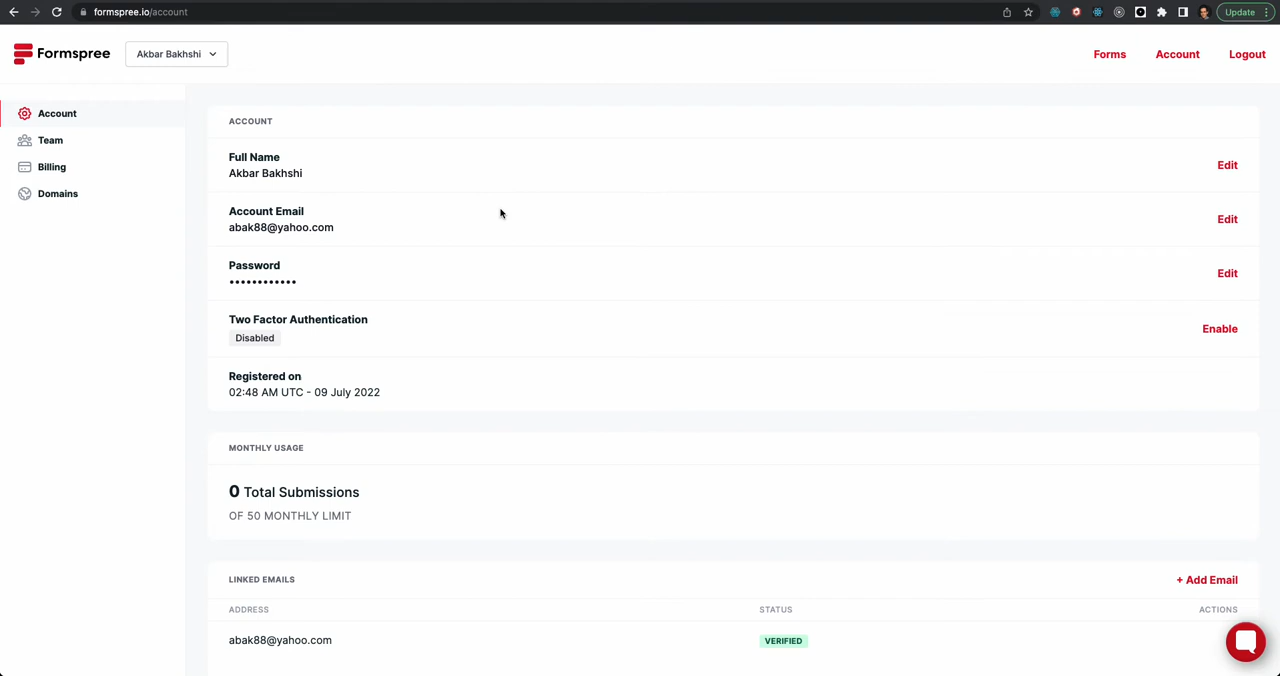 formspree.io/account
Update
Formspree
Akbar Bakhshi
Forms
Account
Logout
Account
Team
Billing
Domains
ACCOUNT
Full Name
Akbar Bakhshi
Edit
Account Email
abak88@yahoo.com
Edit
Password
••••••••••••
Edit
Two Factor Authentication
Disabled
Enable
Registered on
02:48 AM UTC - 09 July 2022
MONTHLY USAGE
0 Total Submissions
OF 50 MONTHLY LIMIT
LINKED EMAILS
+ Add Email
ADDRESS STATUS ACTIONS
abak88@yahoo.com VERIFIED